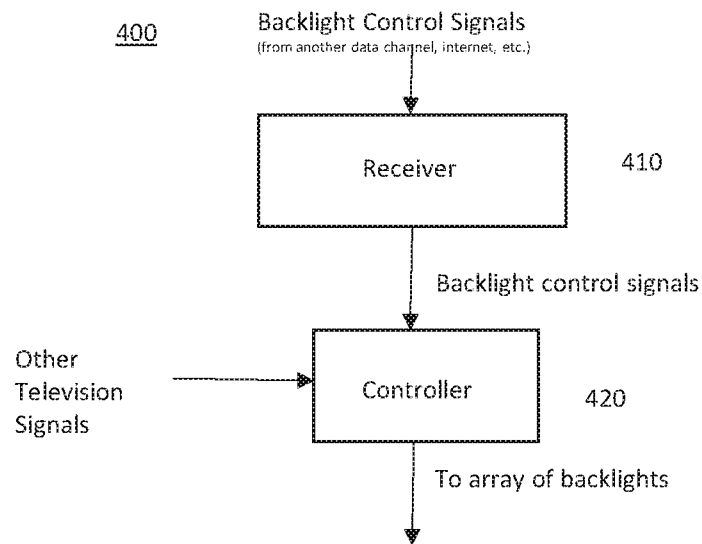 400
Backlight Control Signals
(from another data channel, internet, etc.)
Receiver
410
Backlight control signals
Other
Television
Signals
Controller
420
To array of backlights